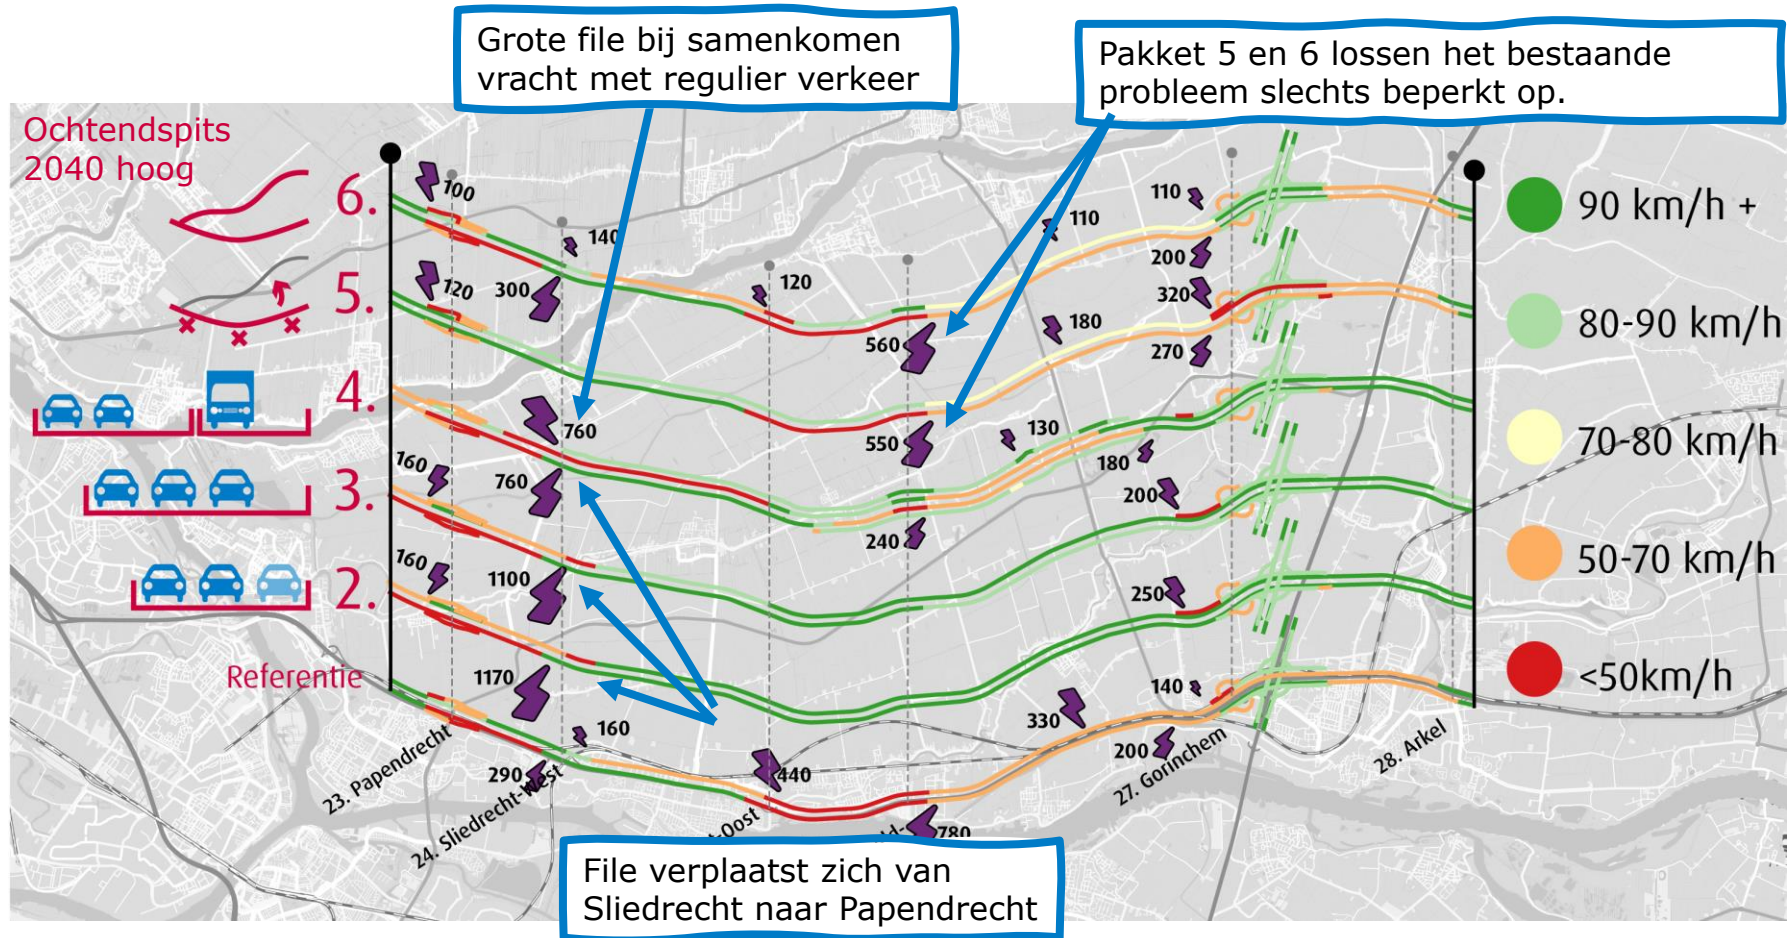 Grote file bij samenkomen
vracht met regulier verkeer
Pakket 5 en 6 lossen het bestaande
probleem slechts beperkt op.
Ochtendspits
2040 hoog
6.
100
140
120
110
110
200
90 km/h +
5.
120
300
560
180
320
270
80-90 km/h
4.
760
550
130
180
70-80 km/h
3.
160
760
240
200
50-70 km/h
2.
160
1100
250
<50km/h
Referentie
1170
160
290
440
780
330
140
200
23. Papendrecht
24. Sliedrecht-West
-Oost
27. Gorinchem
28. Arkel
File verplaatst zich van
Sliedrecht naar Papendrecht